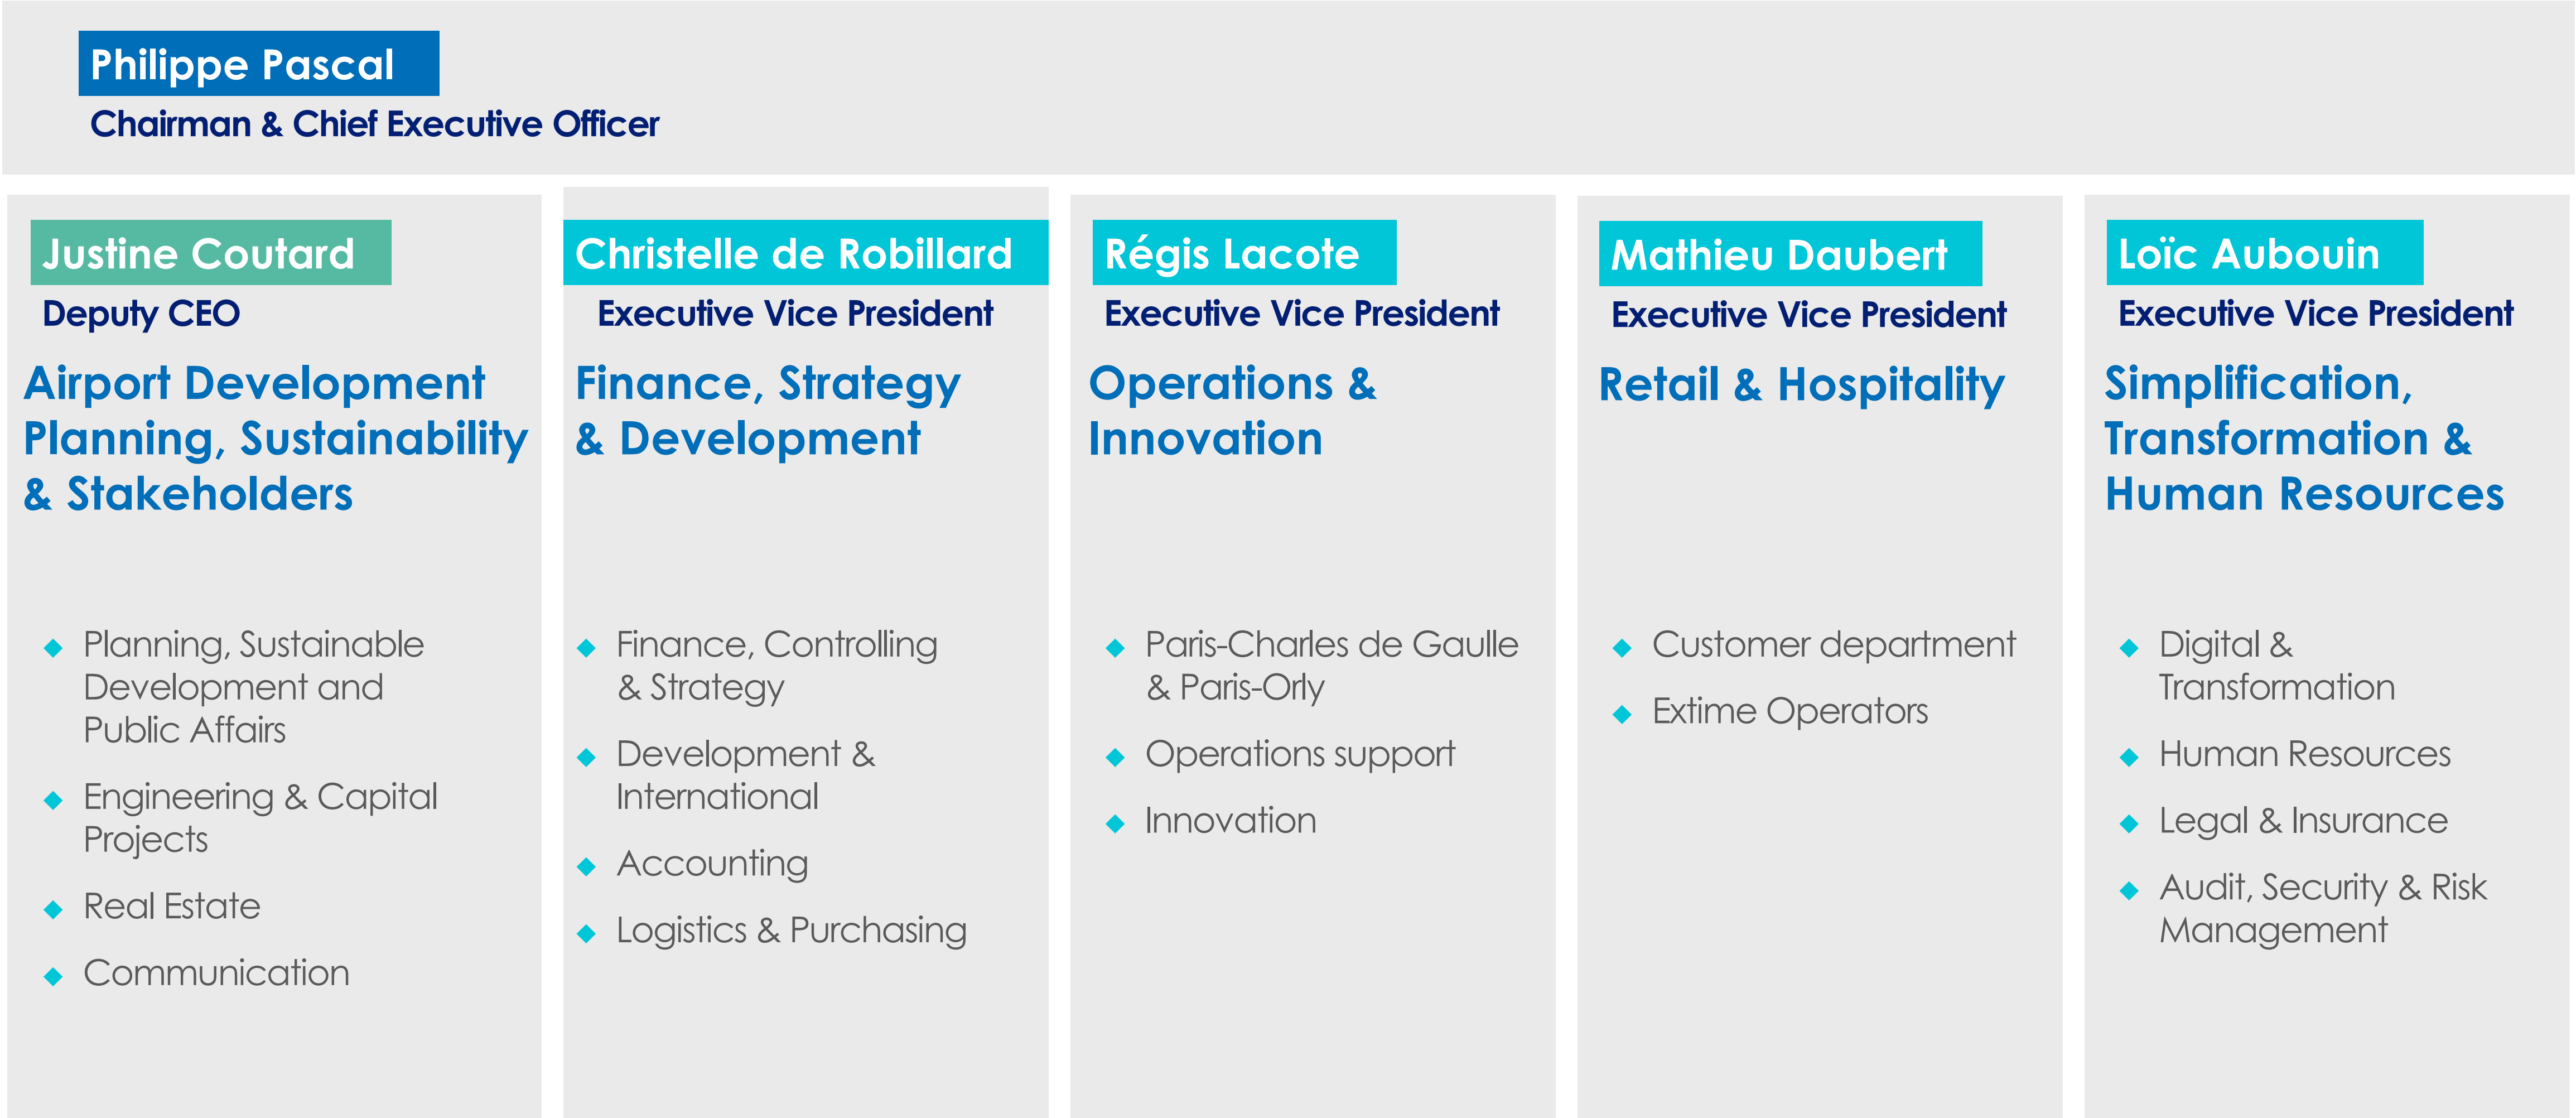 Philippe Pascal
Chairman & Chief Executive Officer
Justine Coutard
Deputy CEO
Airport Development
Planning, Sustainability
& Stakeholders
Planning, Sustainable
Development and
Public Affairs
Engineering & Capital
Projects
Real Estate
Communication
Christelle de Robillard
Executive Vice President
Finance, Strategy
& Development
Finance, Controlling
& Strategy
Development &
International
Accounting
Logistics & Purchasing
Régis Lacote
Executive Vice President
Operations &
Innovation
Paris-Charles de Gaulle
& Paris-Orly
Operations support
Innovation
Mathieu Daubert
Executive Vice President
Retail & Hospitality
Customer department
Extime Operators
Loïc Aubouin
Executive Vice President
Simplification,
Transformation &
Human Resources
Digital &
Transformation
Human Resources
Legal & Insurance
Audit, Security & Risk
Management